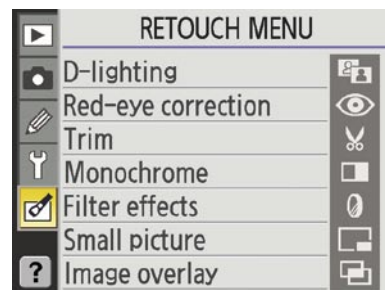 RETOUCH MENU
D-lighting
Red-eye correction
Trim
Monochrome
Filter effects
Small picture
? Image overlay